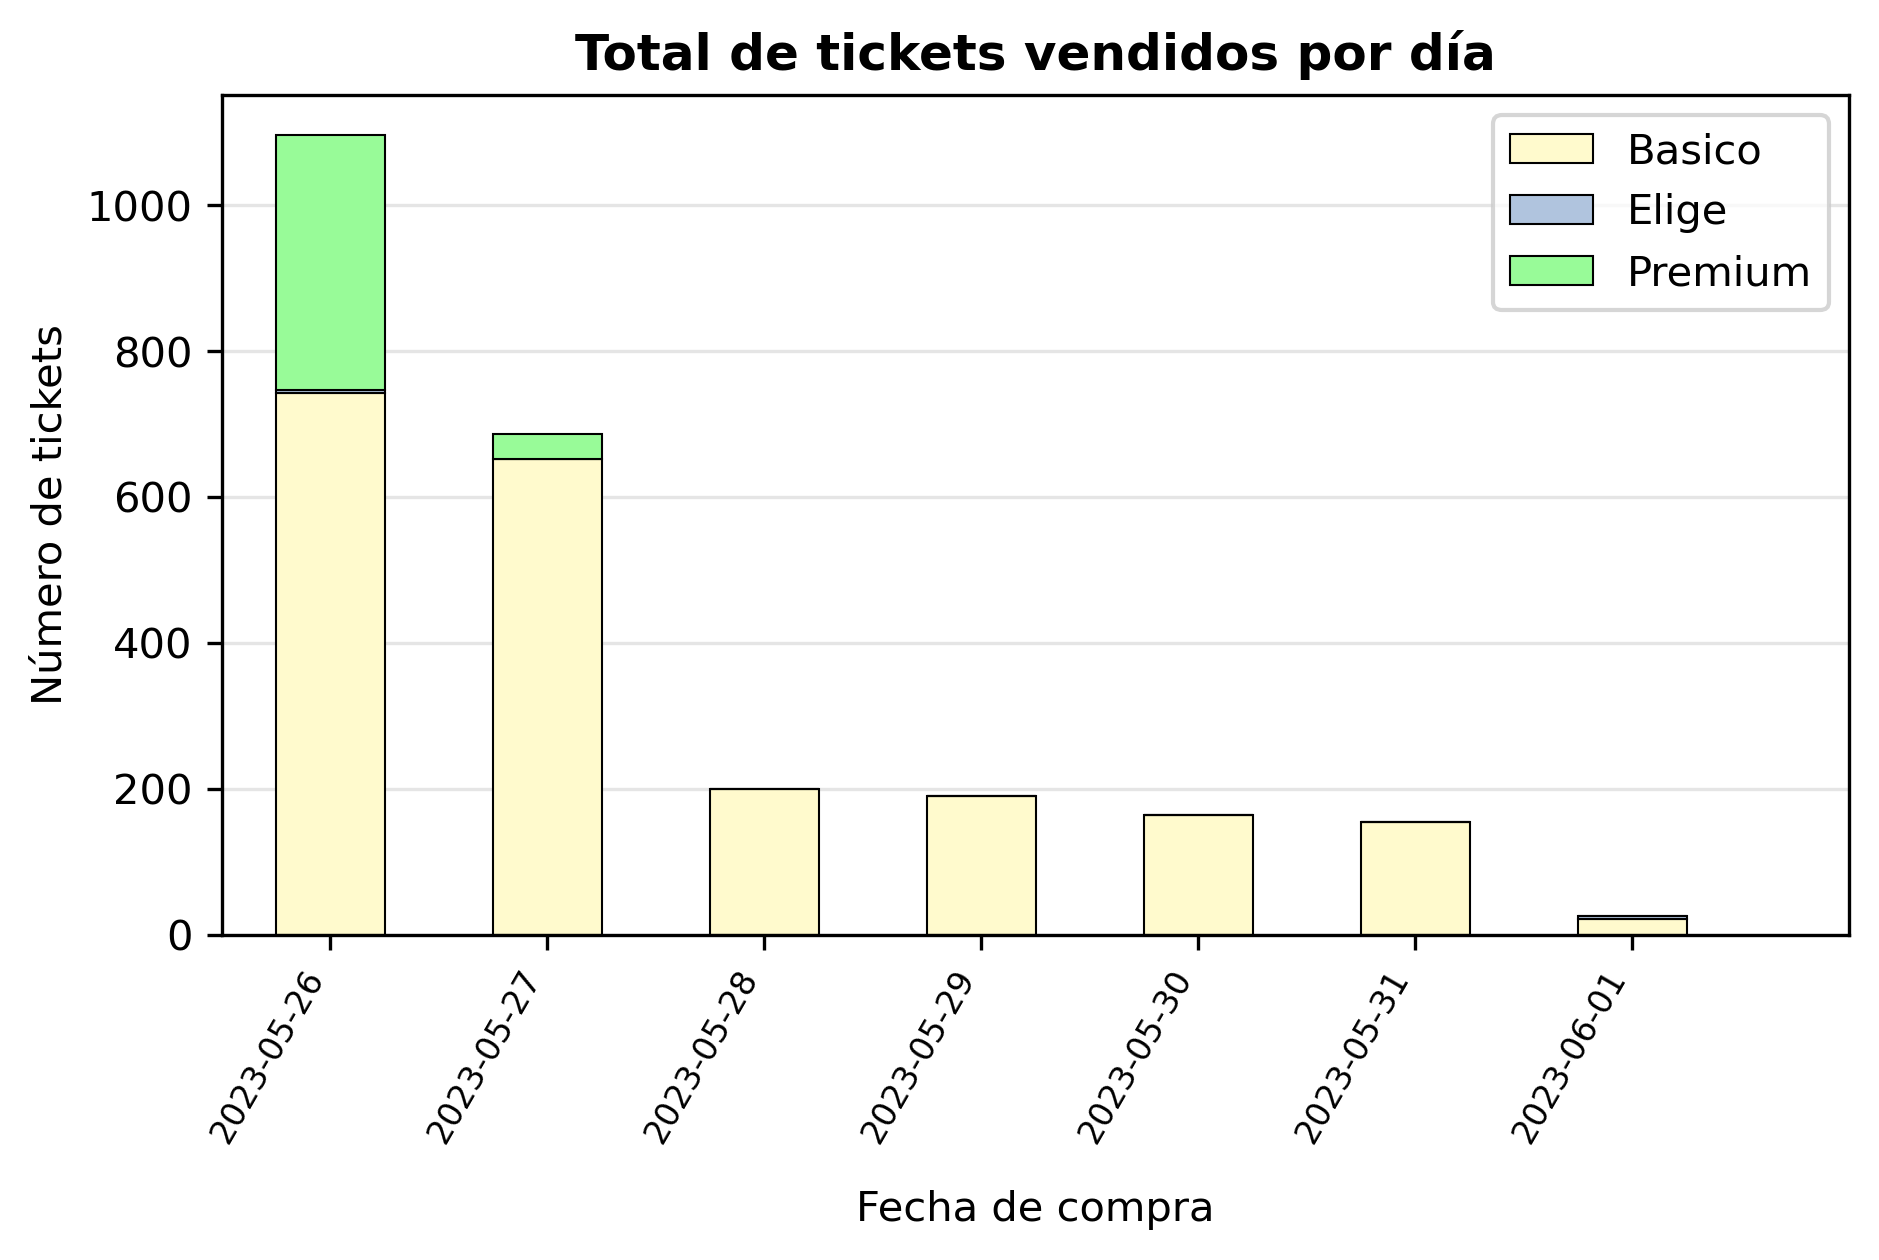 Total de tickets vendidos por día
Basico
Elige
Premium
Número de tickets
1000
800
600
400
200
0
2023-05-26
2023-05-27
2023-05-28
2023-05-29
2023-05-30
2023-05-31
2023-06-01
Fecha de compra